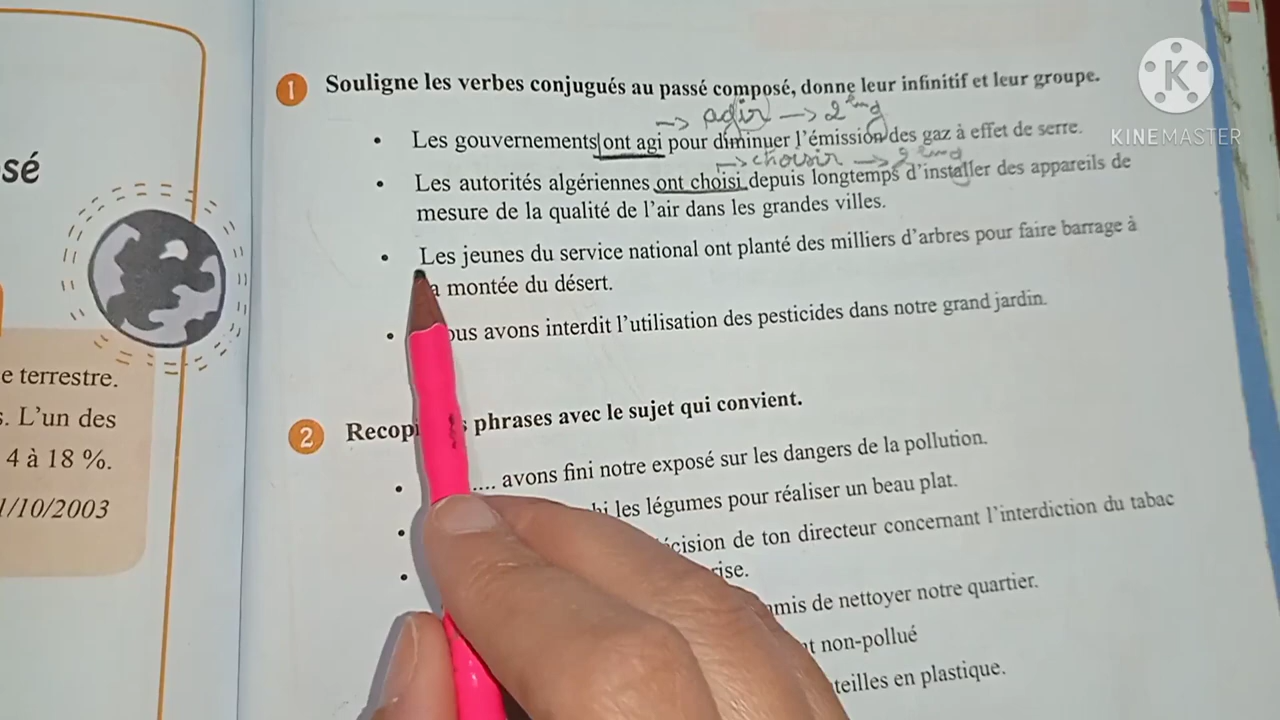 sé
e terrestre.
s. L'un des
4 à 18 %.
1/10/2003
1 Souligne les verbes conjugués au passé composé, donne leur infinitif et leur groupe.
→ agir → 2
• Les gouvernements ont agi pour diminuer l'émission des gaz à effet de serre.
→ choisir → 2
• Les autorités algériennes ont choisi depuis longtemps d'installer des appareils de
mesure de la qualité de l'air dans les grandes villes.
• Les jeunes du service national ont planté des milliers d'arbres pour faire barrage à
a montée du désert.
• ous avons interdit l'utilisation des pesticides dans notre grand jardin.
2 Recopi s phrases avec le sujet qui convient.
• .... avons fini notre exposé sur les dangers de la pollution.
• hi les légumes pour réaliser un beau plat.
• cision de ton directeur concernant l'interdiction du tabac
rise.
mis de nettoyer notre quartier.
t non-pollué
teilles en plastique.
K
KINEMASTER